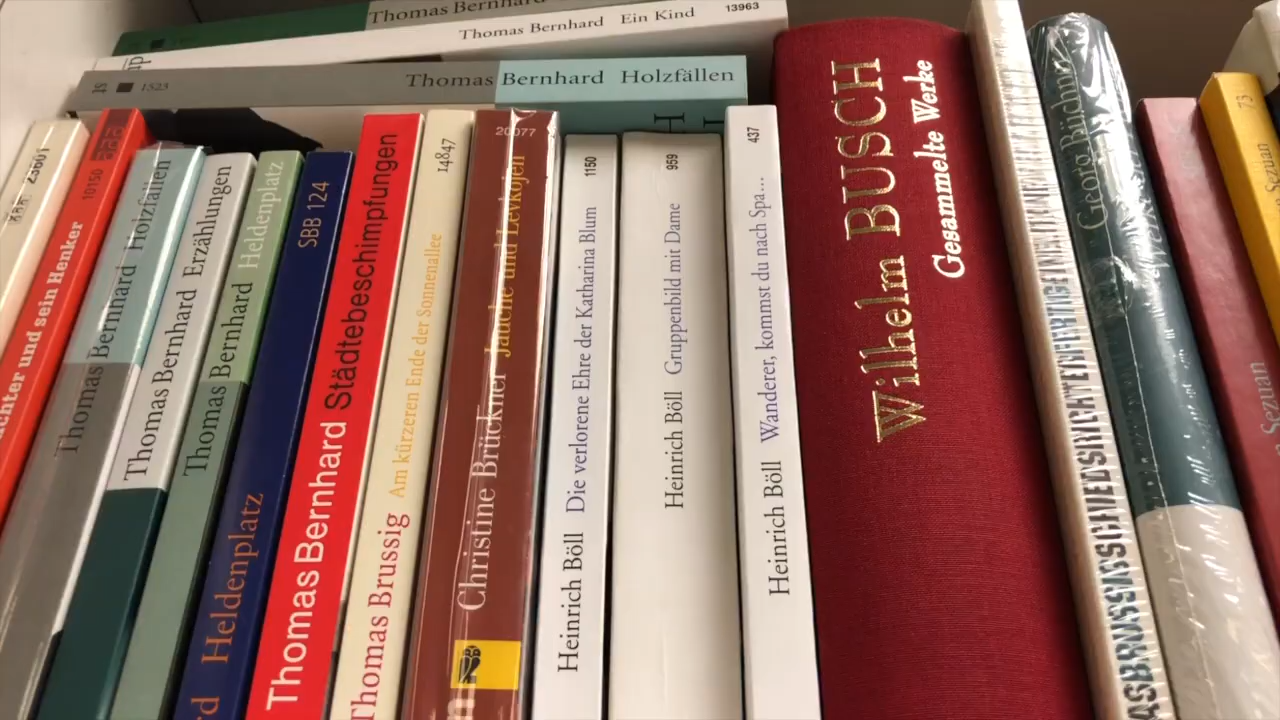 Thomas Bernhard
Thomas Bernhard Ein Kind 13963
1523 Thomas Bernhard Holzfällen
23601
10150
und sein Henker
Thomas Bernhard Holzfällen
Thomas Bernhard Erzählungen
Thomas Bernhard Heldenplatz
SBB 124
Heldenplatz
Thomas Bernhard Städtebeschimpfungen
14847
Thomas Brussig Am kürzeren Ende der Sonnenallee
20077
Christine Brückner Jauche und Levkojen
1150
Heinrich Böll Die verlorene Ehre der Katharina Blum
959
Heinrich Böll Gruppenbild mit Dame
437
Heinrich Böll Wanderer, kommst du nach Spa...
Wilhelm BUSCH
Gesammelte Werke
Georg Büchner
Sezuan
73
Sezuan